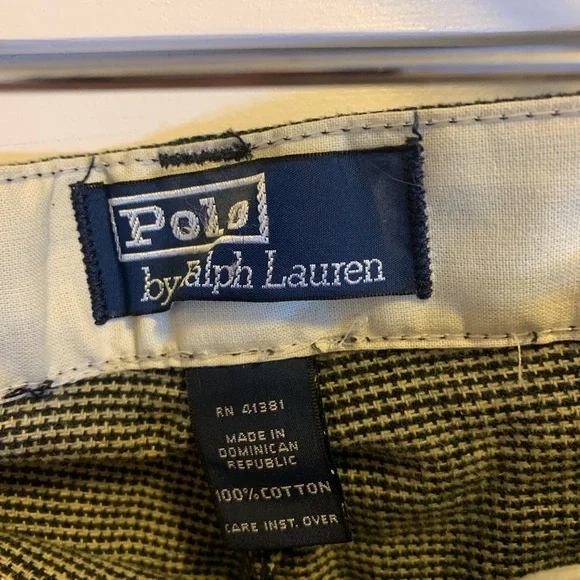 Polo
by Ralph Lauren
RN 41381
MADE IN
DOMINICAN
REPUBLIC
100% COTTON
CARE INST. OVER